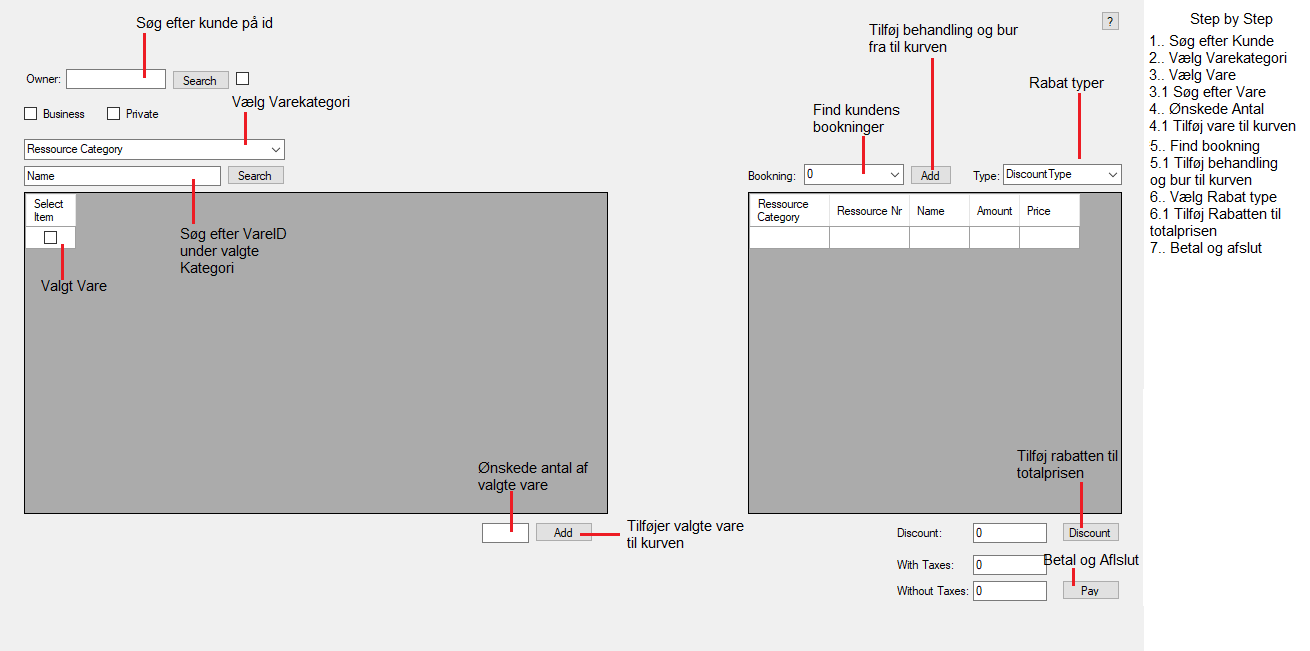 Søg efter kunde på id
Owner:
Search
Business
Private
Vælg Varekategori
Ressource Category
Name
Search
Select
Item
Søg efter VareID
under valgte
Kategori
Valgt Vare
Ønskede antal af
valgte vare
Add
Tilføjer valgte vare
til kurven
?
Tilføj behandling og bur
fra til kurven
Rabat typer
Find kundens
bookninger
Bookning:
0
Add
Type:
DiscountType
Ressource
Category
Ressource Nr
Name
Amount
Price
Tilføj rabatten til
totalprisen
Discount:
0
Discount
Betal og Aflslut
With Taxes:
0
Without Taxes:
0
Pay
Step by Step
1.. Søg efter Kunde
2.. Vælg Varekategori
3.. Vælg Vare
3.1 Søg efter Vare
4.. Ønskede Antal
4.1 Tilføj vare til kurven
5.. Find bookning
5.1 Tilføj behandling
og bur til kurven
6.. Vælg Rabat type
6.1 Tilføj Rabatten til
totalprisen
7.. Betal og afslut